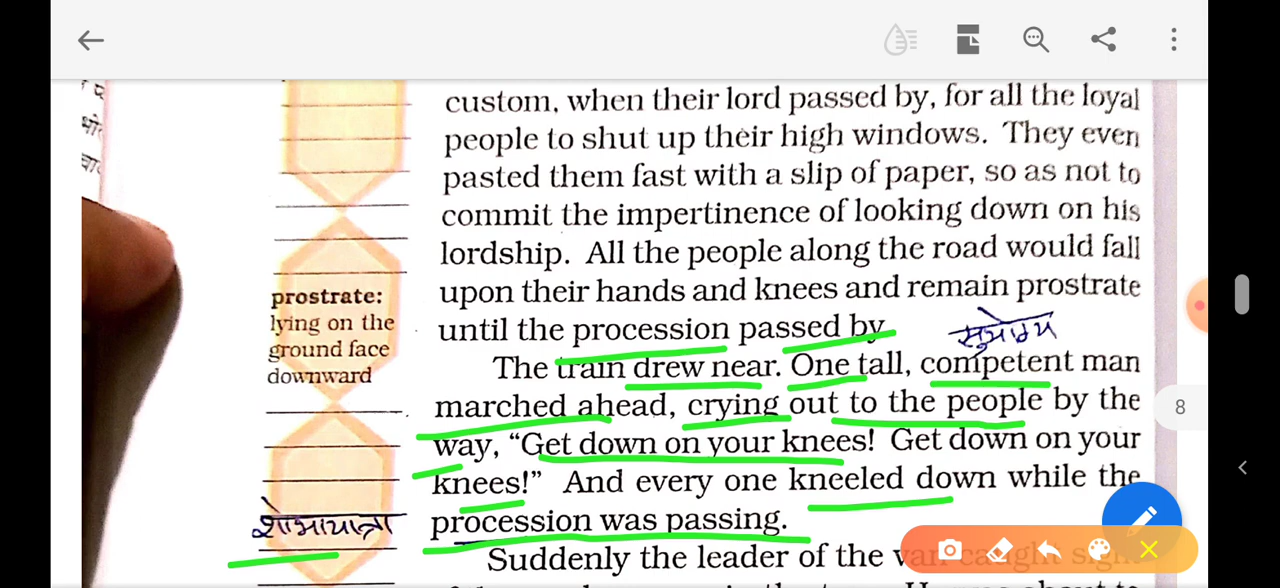 custom, when their lord passed by, for all the loyal
people to shut up their high windows. They even
pasted them fast with a slip of paper, so as not to
commit the impertinence of looking down on his
lordship. All the people along the road would fall
upon their hands and knees and remain prostrate
until the procession passed by
prostrate:
lying on the
ground face
downward
The train drew near. One tall, competent man
marched ahead, crying out to the people by the
way, “Get down on your knees! Get down on your
knees!” And every one kneeled down while the
procession was passing.
शोभायात्रा
Suddenly the leader of the
8